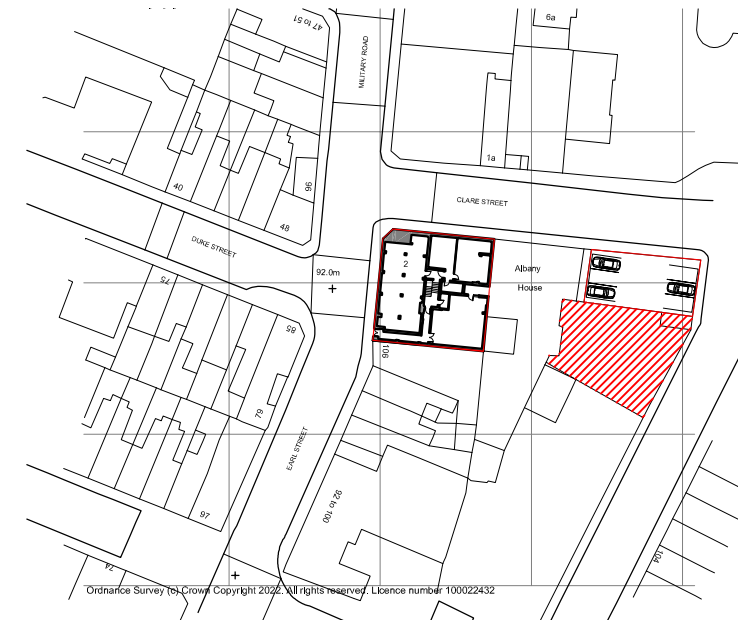 47 to 51
MILITARY ROAD
6a
1a
40
96
48
CLARE STREET
DUKE STREET
2
Albany
House
92.0m
75
85
106
79
EARL STREET
92 to 100
97
74
104
Ordnance Survey (c) Crown Copyright 2022. All rights reserved. Licence number 100022432